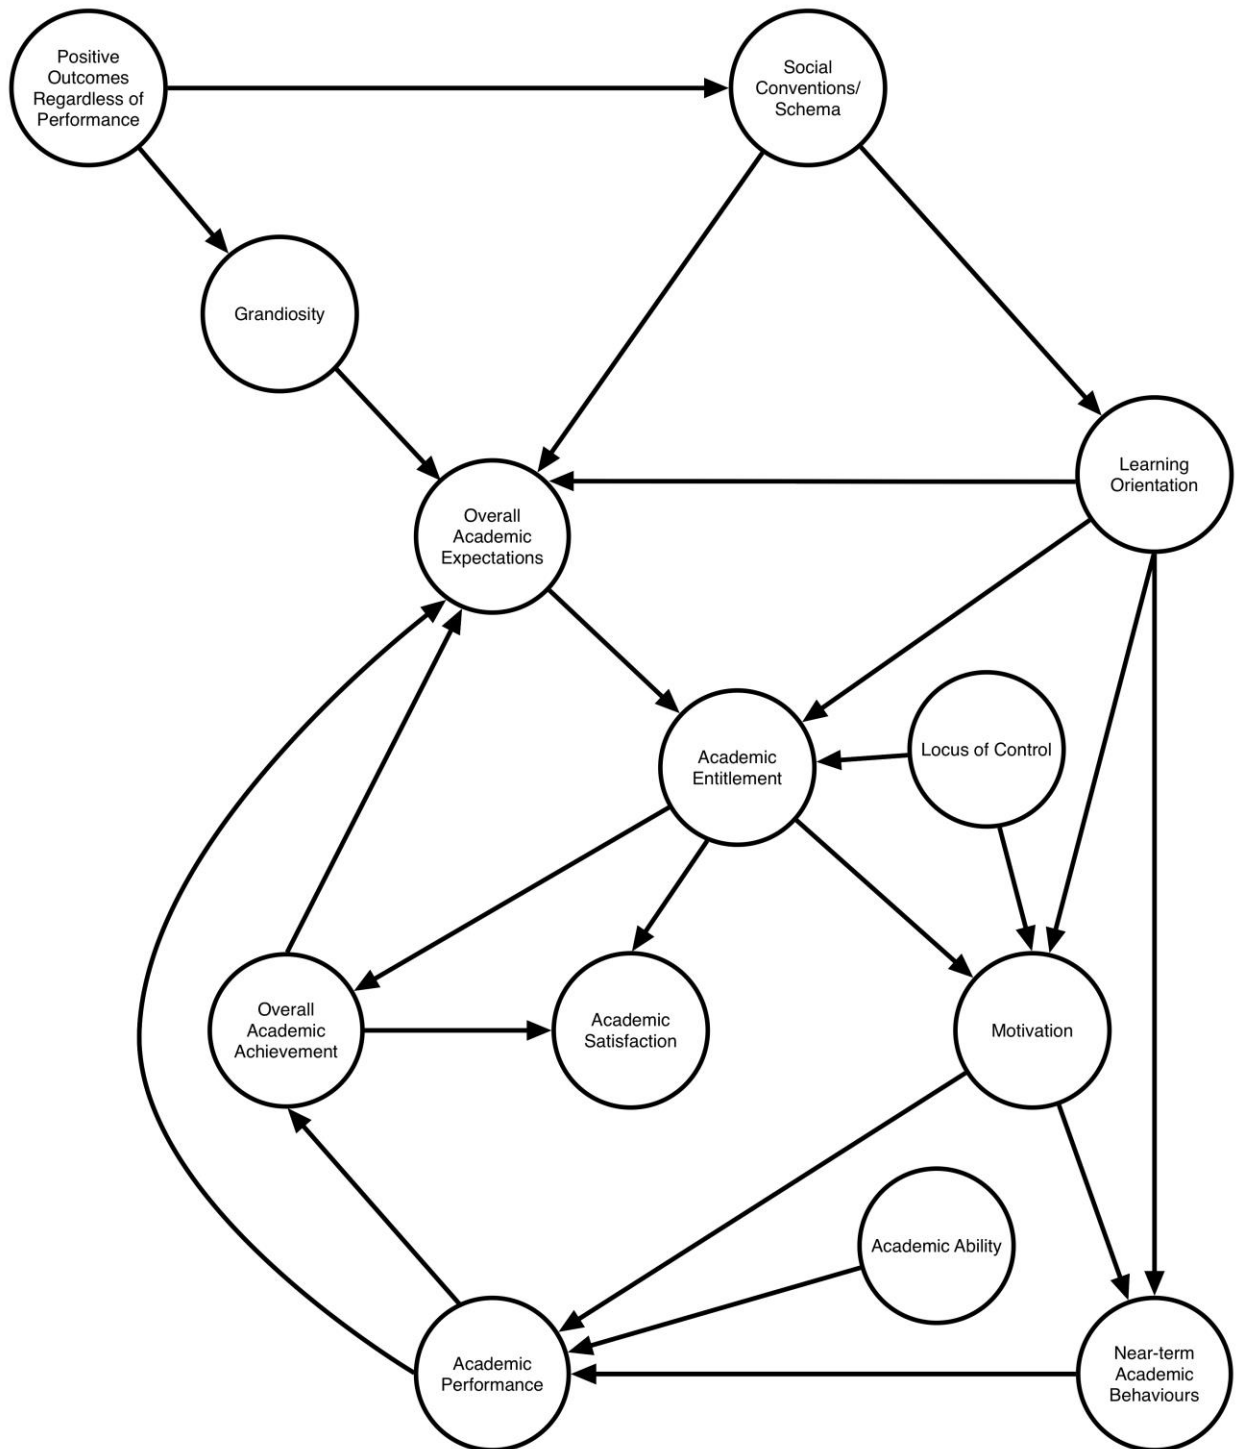 Positive
Outcomes
Regardless of
Performance
Social
Conventions/
Schema
Grandiosity
Learning
Orientation
Overall
Academic
Expectations
Academic
Entitlement
Locus of Control
Overall
Academic
Achievement
Academic
Satisfaction
Motivation
Academic Ability
Academic
Performance
Near-term
Academic
Behaviours